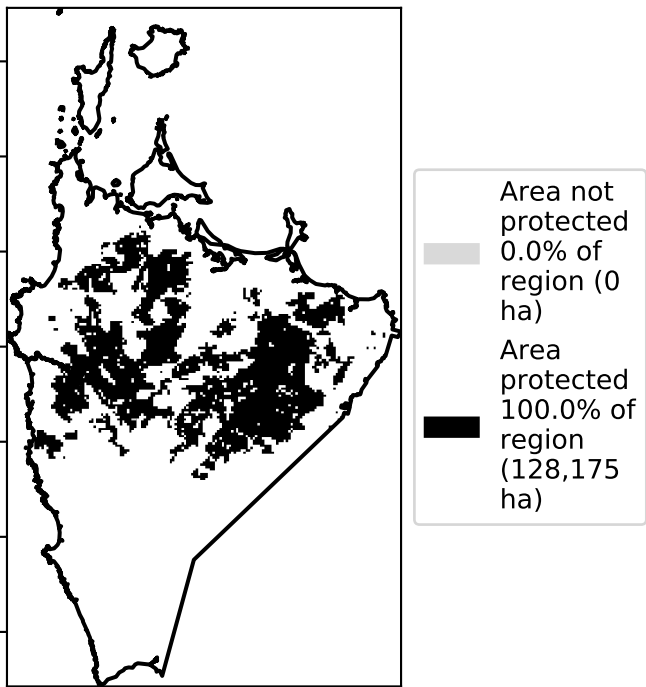 Area not
protected
0.0% of
region (0
ha)
Area
protected
100.0% of
region
(128,175
ha)